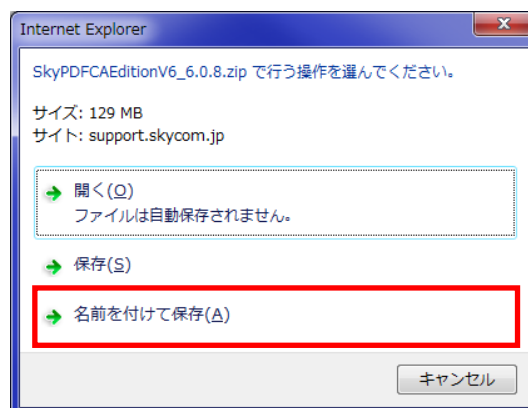 Internet Explorer
SkyPDFCAEditionV6_6.0.8.zip で行う操作を選んでください。
サイズ: 129 MB
サイト: support.skycom.jp
開く(O)
ファイルは自動保存されません。
保存(S)
名前を付けて保存(A)
キャンセル